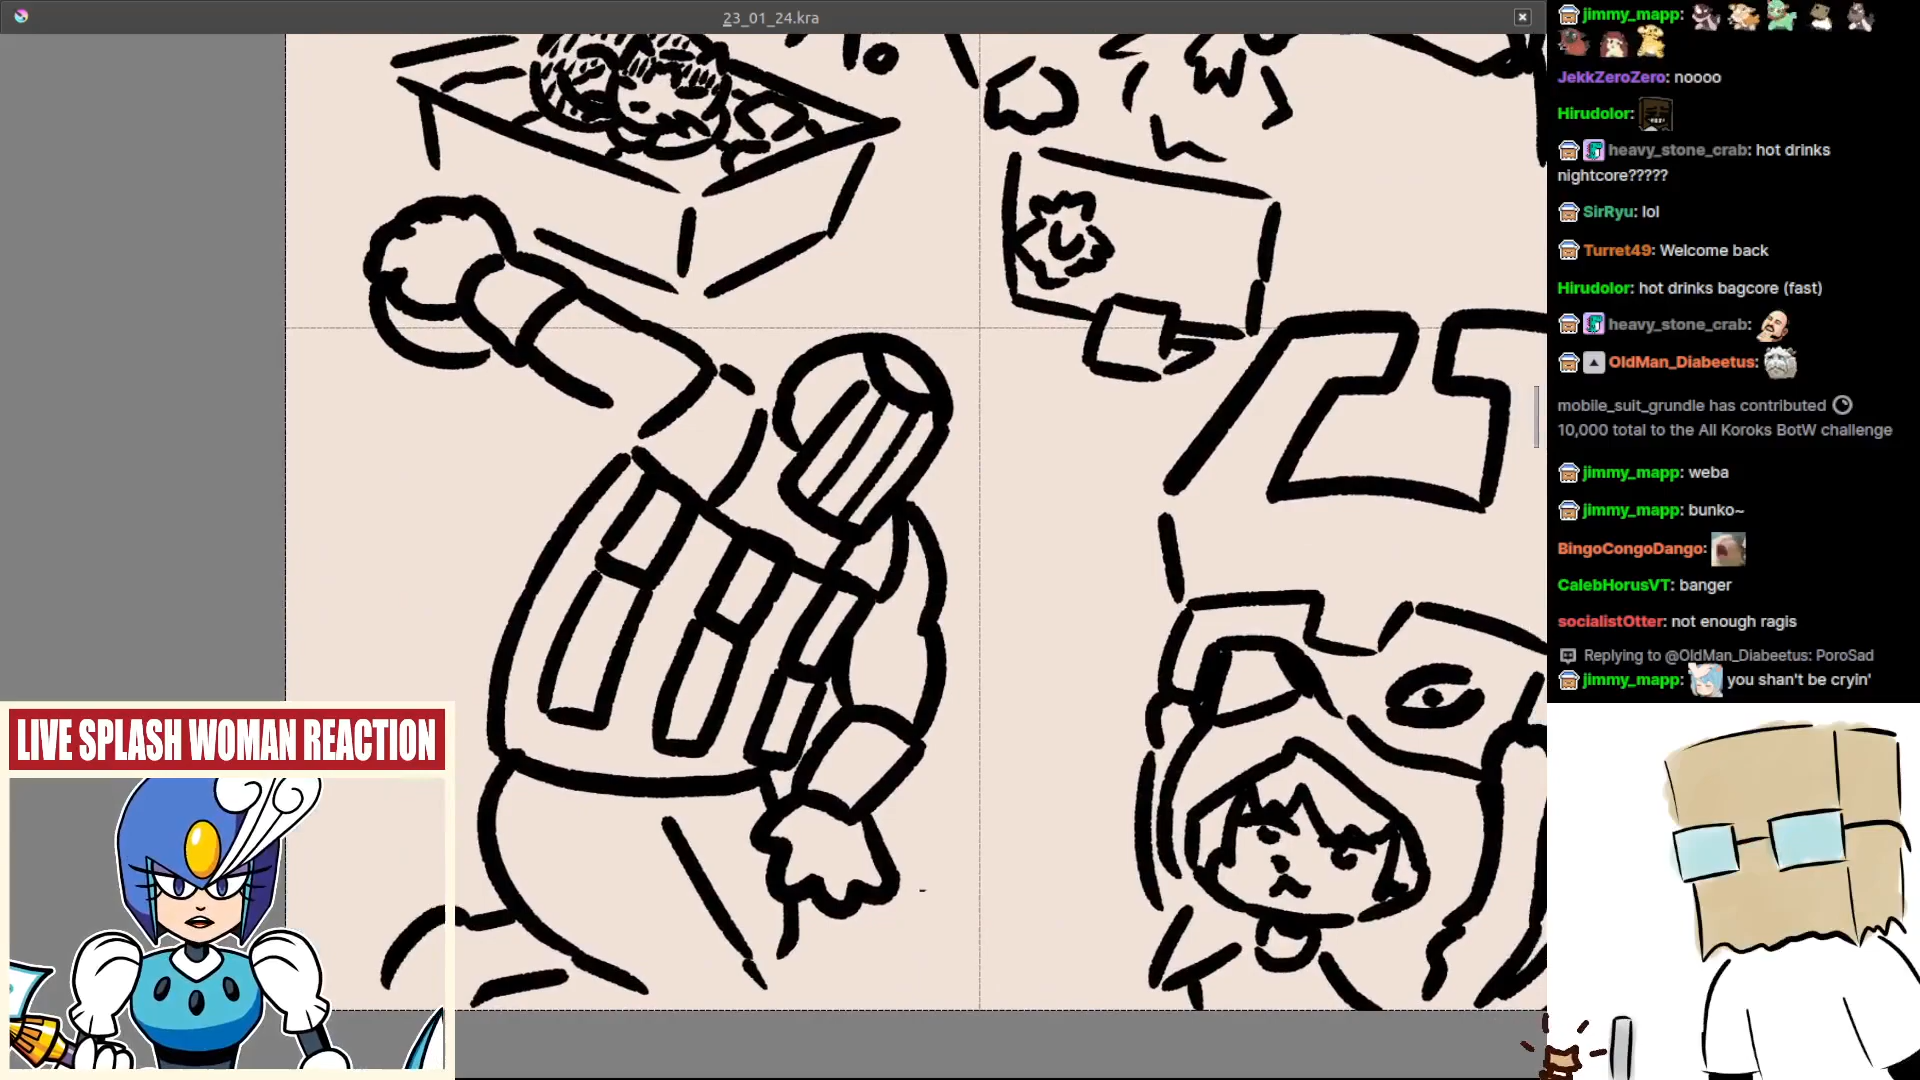 23_01_24.kra
jimmy_mapp:
JekkZeroZero: noooo
Hirudolor:
heavy_stone_crab: hot drinks
nightcore?????
SirRyu: lol
Turret49: Welcome back
Hirudolor: hot drinks bagcore (fast)
heavy_stone_crab:
OldMan_Diabeetus:
mobile_suit_grundle has contributed
10,000 total to the All Koroks BotW challenge
jimmy_mapp: weba
jimmy_mapp: bunko~
BingoCongoDango:
CalebHorusVT: banger
socialistOtter: not enough ragis
Replying to @OldMan_Diabeetus: PoroSad
jimmy_mapp: you shan't be cryin'
LIVE SPLASH WOMAN REACTION